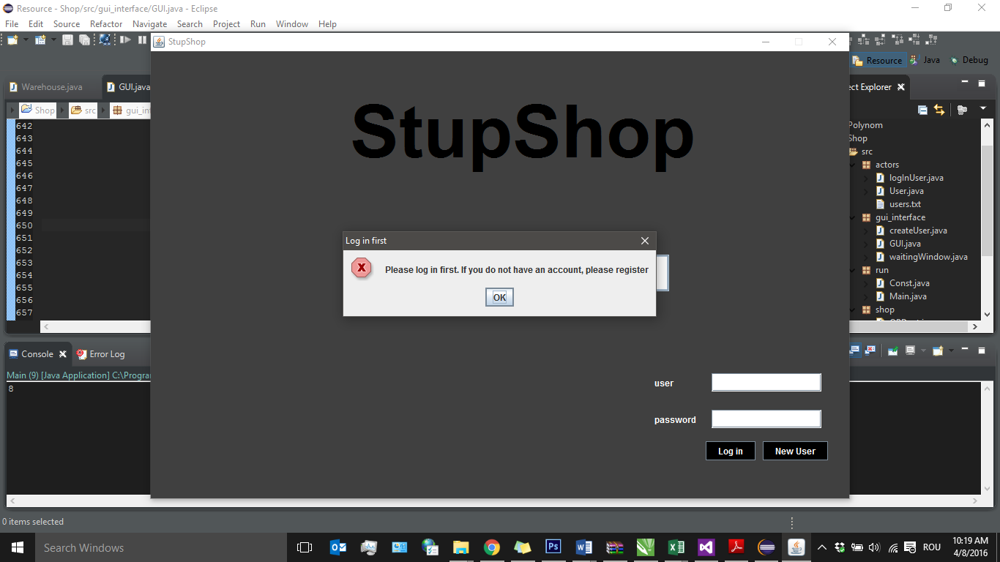 Resource - Shop/src/gui_interface/GUI.java - Eclipse
File Edit Source Refactor Navigate Search Project Run Window Help
StupShop
Resource Java Debug
Warehouse.java GUI.java
ect Explorer
Shop src gui_in
642
643
644
645
646
647
648
649
650
651
652
653
654
655
656
657
StupShop
Polynom
Shop
src
actors
logInUser.java
User.java
users.txt
gui_interface
createUser.java
GUI.java
waitingWindow.java
run
Const.java
Main.java
shop
Log in first
Please log in first. If you do not have an account, please register
OK
Console Error Log
Main (9) [Java Application] C:\Progra
8
user
password
Log in New User
0 items selected
Search Windows
ROU
10:19 AM
4/8/2016